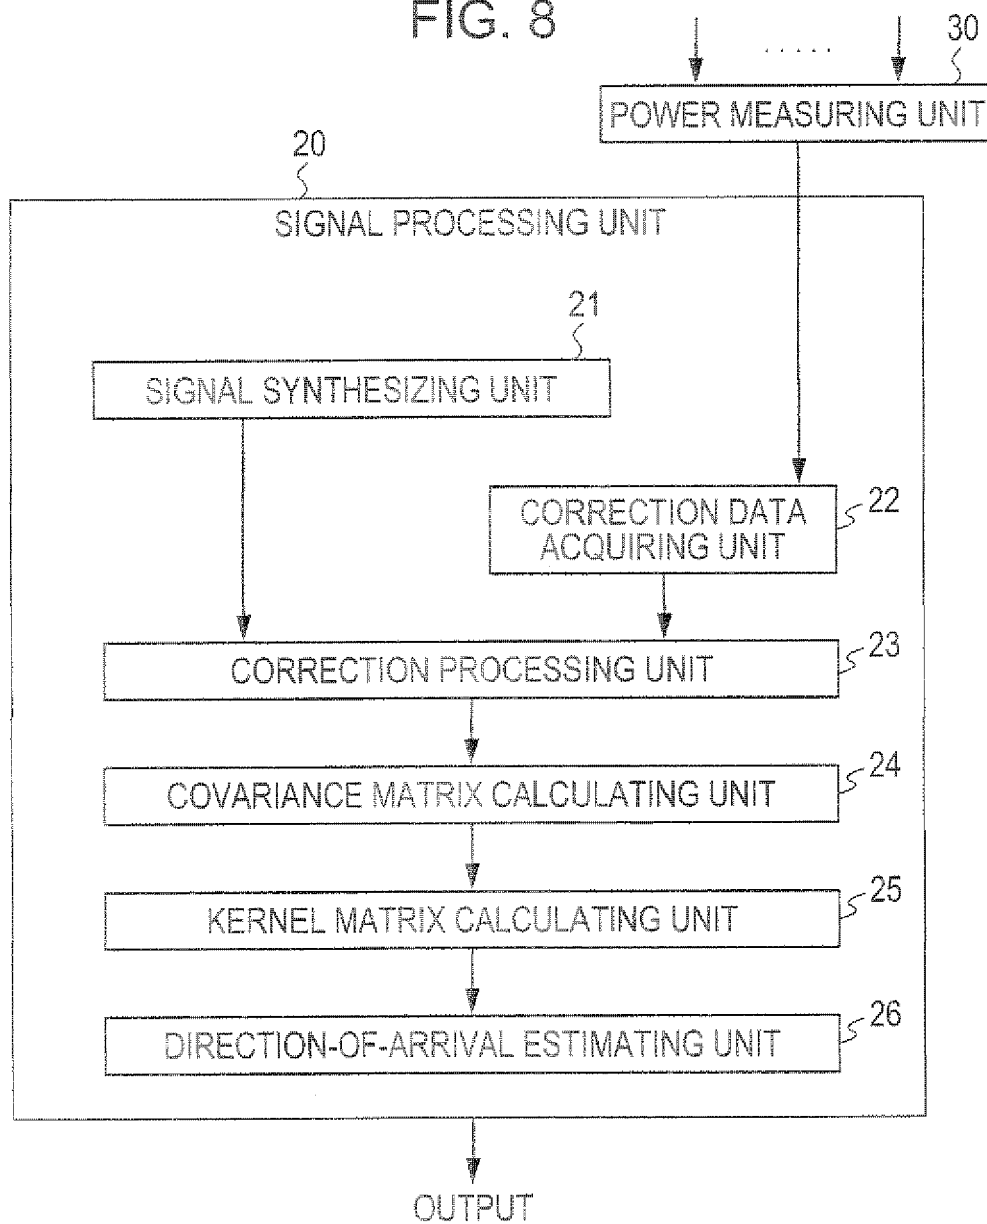 FIG. 8
30
POWER MEASURING UNIT
20
SIGNAL PROCESSING UNIT
21
SIGNAL SYNTHESIZING UNIT
22
CORRECTION DATA
ACQUIRING UNIT
23
CORRECTION PROCESSING UNIT
24
COVARIANCE MATRIX CALCULATING UNIT
25
KERNEL MATRIX CALCULATING UNIT
26
DIRECTION-OF-ARRIVAL ESTIMATING UNIT
OUTPUT